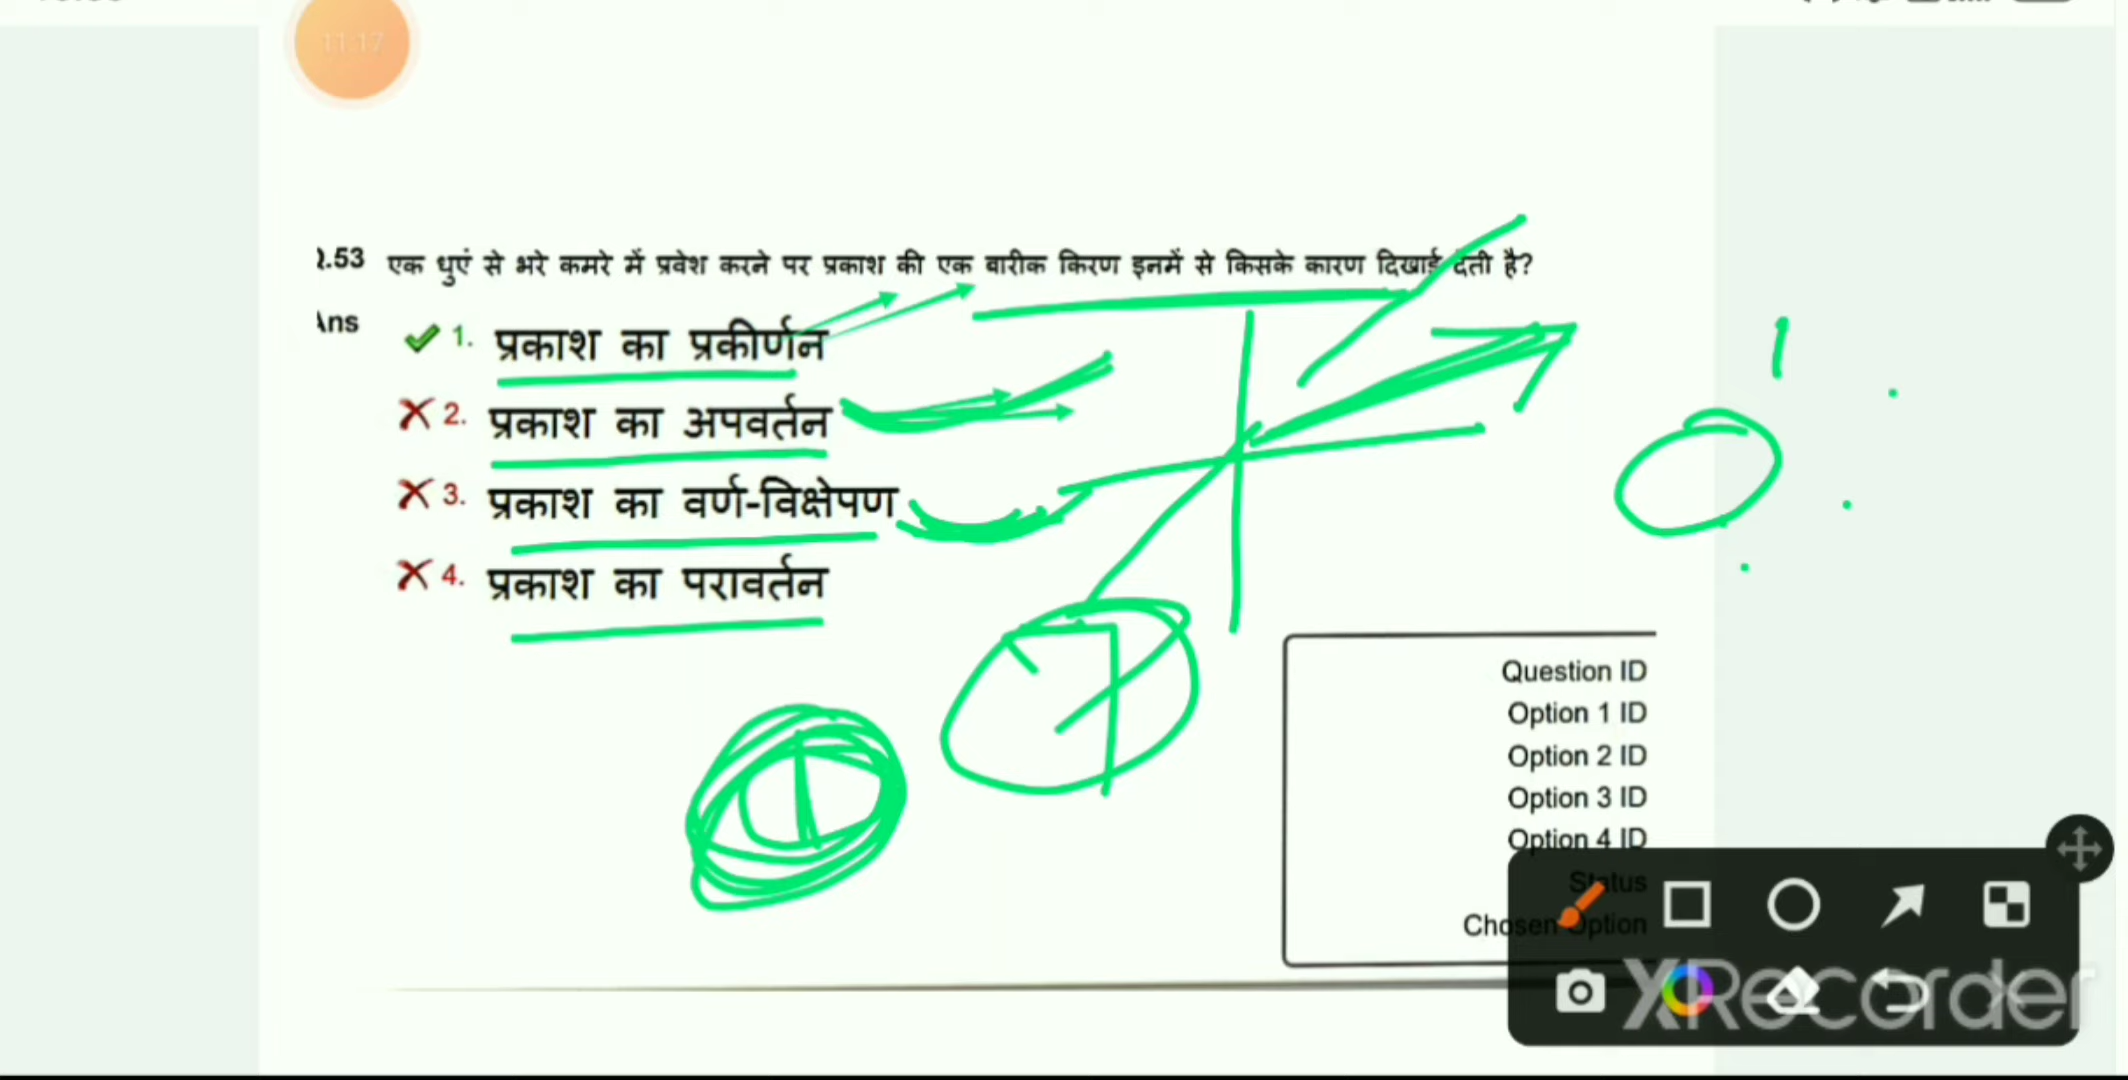 11:17
Q.53 एक धुएं से भरे कमरे में प्रवेश करने पर प्रकाश की एक बारीक किरण इनमें से किसके कारण दिखाई देती है?
Ans
1. प्रकाश का प्रकीर्णन
2. प्रकाश का अपवर्तन
3. प्रकाश का वर्ण-विक्षेपण
4. प्रकाश का परावर्तन
Question ID
Option 1 ID
Option 2 ID
Option 3 ID
Option 4 ID
Status
Chosen Option
XRecorder